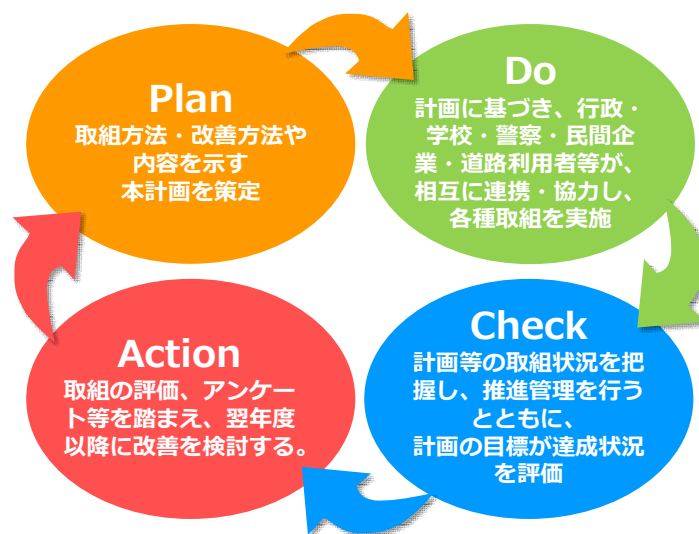 Plan
取組方法・改善方法や
内容を示す
本計画を策定
Do
計画に基づき、行政・
学校・警察・民間企
業・道路利用者等が、
相互に連携・協力し、
各種取組を実施
Action
取組の評価、アンケー
ト等を踏まえ、翌年度
以降に改善を検討する。
Check
計画等の取組状況を把
握し、推進管理を行う
とともに、
計画の目標が達成状況
を評価